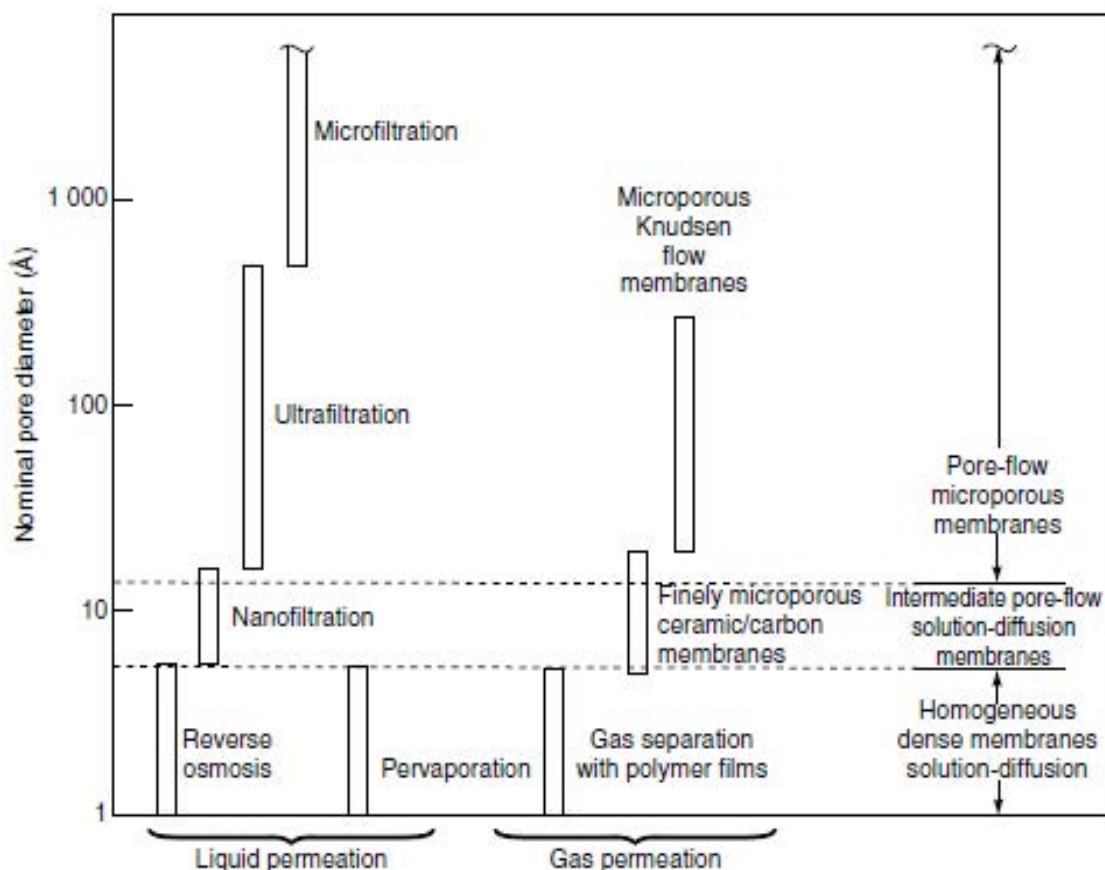 Nominal pore diameter (Å)
1 000
100
10
1
Microfiltration
Ultrafiltration
Nanofiltration
Reverse
osmosis
Pervaporation
Liquid permeation
Microporous
Knudsen
flow
membranes
Finely microporous
ceramic/carbon
membranes
Gas separation
with polymer films
Gas permeation
Pore-flow
microporous
membranes
Intermediate pore-flow
solution-diffusion
membranes
Homogeneous
dense membranes
solution-diffusion